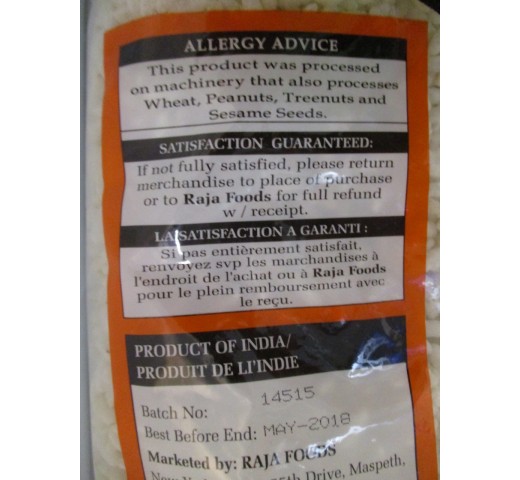 ALLERGY ADVICE
This product was processed
on machinery that also processes
Wheat, Peanuts, Treenuts and
Sesame Seeds.
SATISFACTION GUARANTEED:
If not fully satisfied, please return
merchandise to place of purchase
or to Raja Foods for full refund
w / receipt.
LA SATISFACTION A GARANTI :
Si pas entièrement satisfait,
renvoyez svp les marchandises à
l'endroit de l'achat ou à Raja Foods
pour le plein remboursement avec
le reçu.
PRODUCT OF INDIA/
PRODUIT DE LI'INDIE
Batch No: 14515
Best Before End: MAY-2018
Marketed by: RAJA FOODS
Drive, Maspeth,